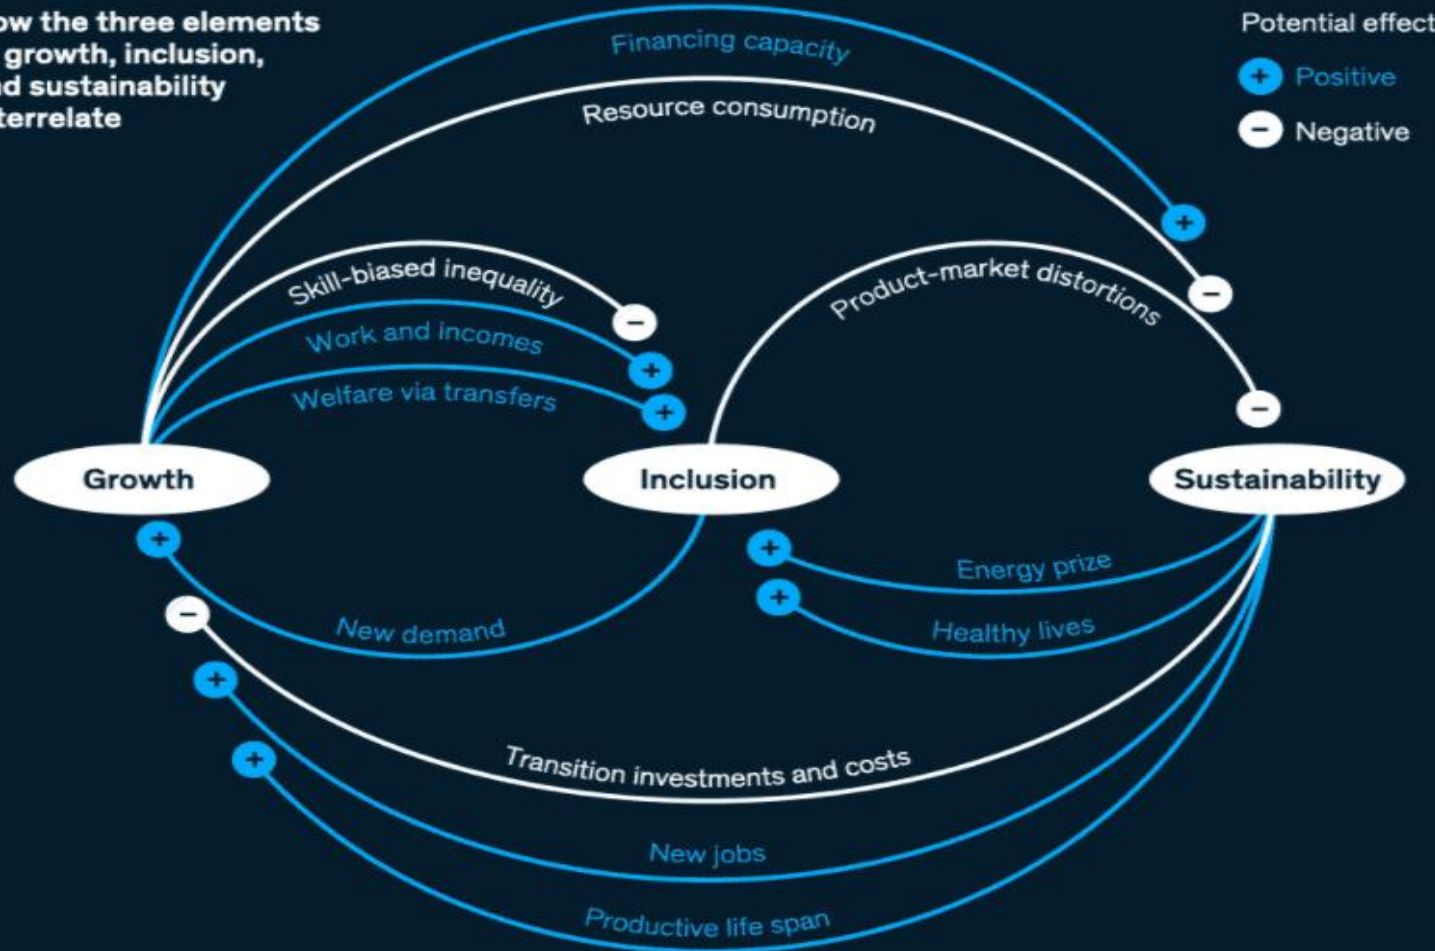 ow the three elements
growth, inclusion,
nd sustainability
terrelate
Potential effect
+ Positive
− Negative
Financing capacity
Resource consumption
+
−
Skill-biased inequality
−
Work and incomes
+
Welfare via transfers
+
Product-market distortions
−
Growth
Inclusion
Sustainability
+
New demand
+
Energy prize
+
Healthy lives
−
Transition investments and costs
+
New jobs
+
Productive life span